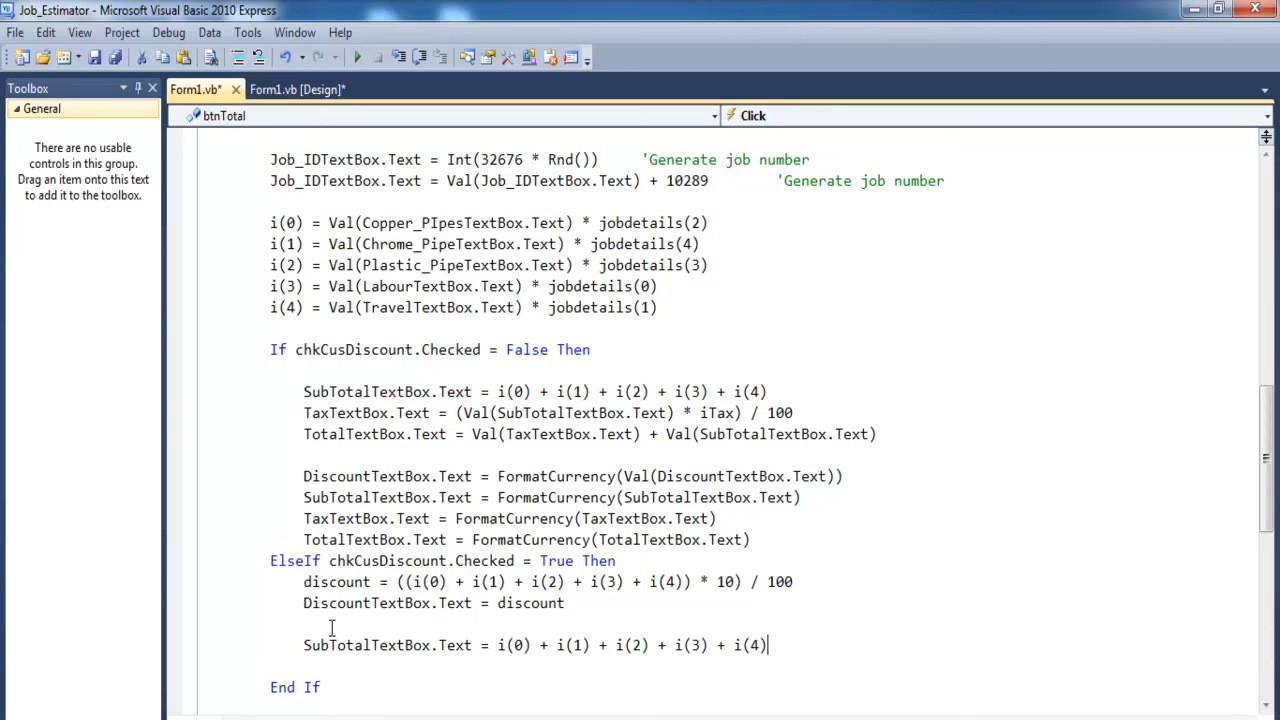 Job_Estimator - Microsoft Visual Basic 2010 Express
File Edit View Project Debug Data Tools Window Help
Toolbox
General
There are no usable
controls in this group.
Drag an item onto this text
to add it to the toolbox.
Form1.vb* Form1.vb [Design]*
btnTotal Click
Job_IDTextBox.Text = Int(32676 * Rnd()) 'Generate job number
Job_IDTextBox.Text = Val(Job_IDTextBox.Text) + 10289 'Generate job number
i(0) = Val(Copper_PIpesTextBox.Text) * jobdetails(2)
i(1) = Val(Chrome_PipeTextBox.Text) * jobdetails(4)
i(2) = Val(Plastic_PipeTextBox.Text) * jobdetails(3)
i(3) = Val(LabourTextBox.Text) * jobdetails(0)
i(4) = Val(TravelTextBox.Text) * jobdetails(1)
If chkCusDiscount.Checked = False Then
SubTotalTextBox.Text = i(0) + i(1) + i(2) + i(3) + i(4)
TaxTextBox.Text = (Val(SubTotalTextBox.Text) * iTax) / 100
TotalTextBox.Text = Val(TaxTextBox.Text) + Val(SubTotalTextBox.Text)
DiscountTextBox.Text = FormatCurrency(Val(DiscountTextBox.Text))
SubTotalTextBox.Text = FormatCurrency(SubTotalTextBox.Text)
TaxTextBox.Text = FormatCurrency(TaxTextBox.Text)
TotalTextBox.Text = FormatCurrency(TotalTextBox.Text)
ElseIf chkCusDiscount.Checked = True Then
discount = ((i(0) + i(1) + i(2) + i(3) + i(4)) * 10) / 100
DiscountTextBox.Text = discount
SubTotalTextBox.Text = i(0) + i(1) + i(2) + i(3) + i(4)
End If